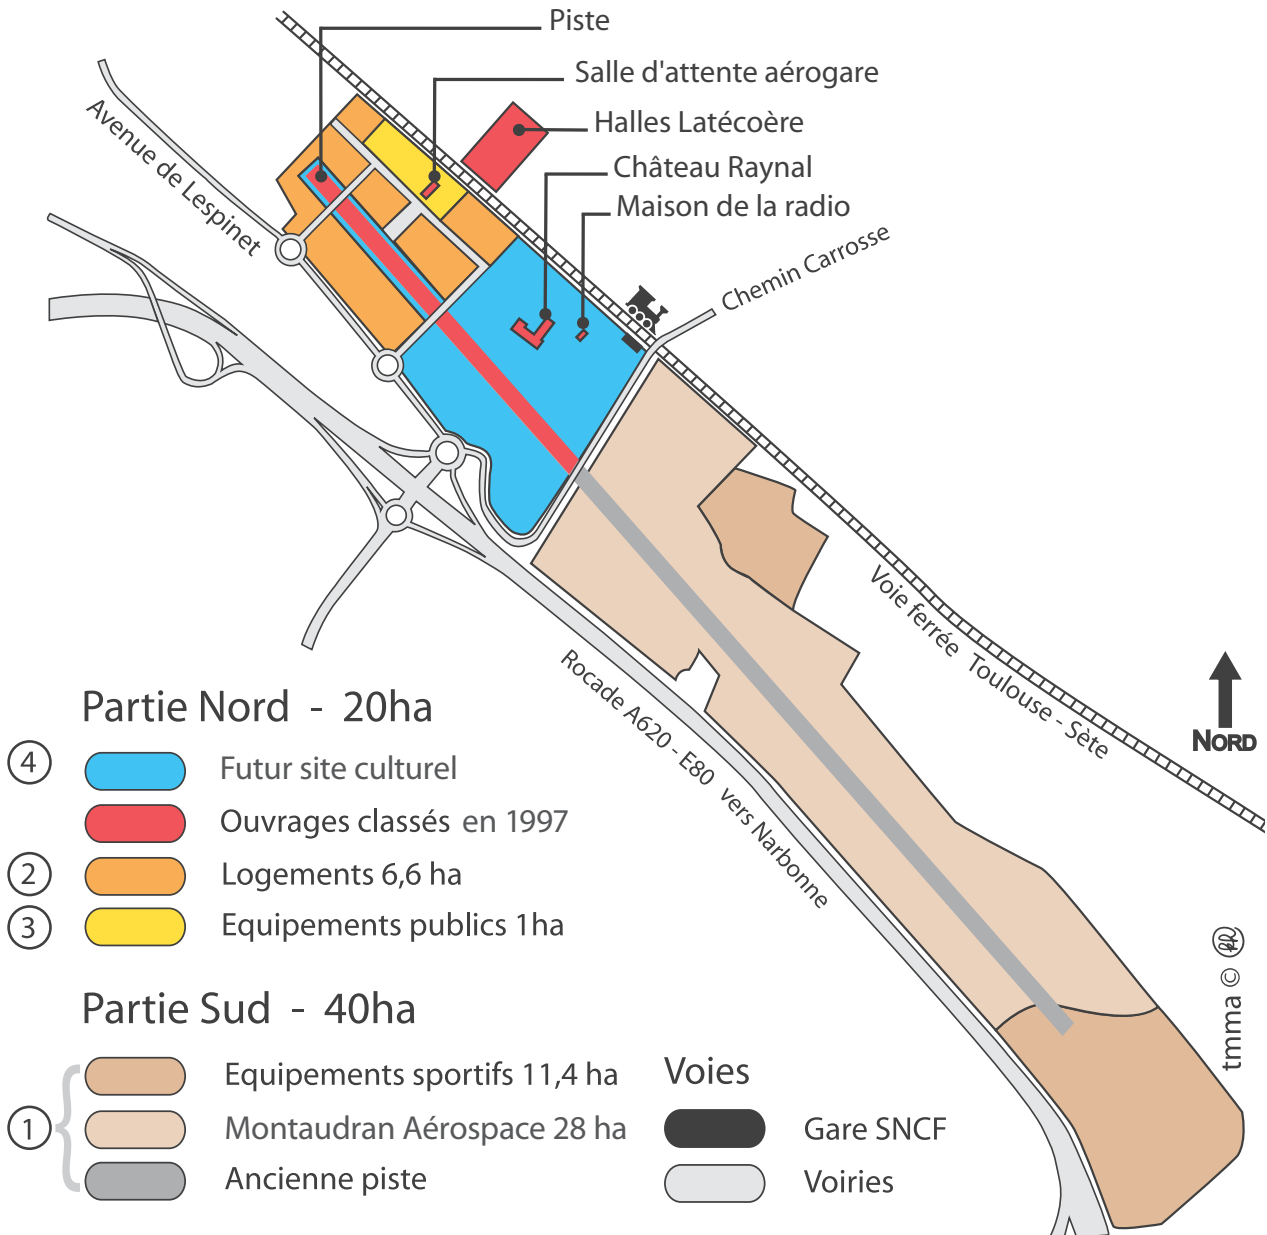 Piste
Salle d'attente aérogare
Halles Latécoère
Château Raynal
Maison de la radio
Avenue de Lespinet
Chemin Carrosse
Voie ferrée Toulouse - Sète
Rocade A620 - E80 vers Narbonne
NORD
Partie Nord - 20ha
4 Futur site culturel
Ouvrages classés en 1997
2 Logements 6,6 ha
3 Equipements publics 1ha
Partie Sud - 40ha
Equipements sportifs 11,4 ha
1 Montaudran Aérospace 28 ha
Ancienne piste
Voies
Gare SNCF
Voiries
tmma ©